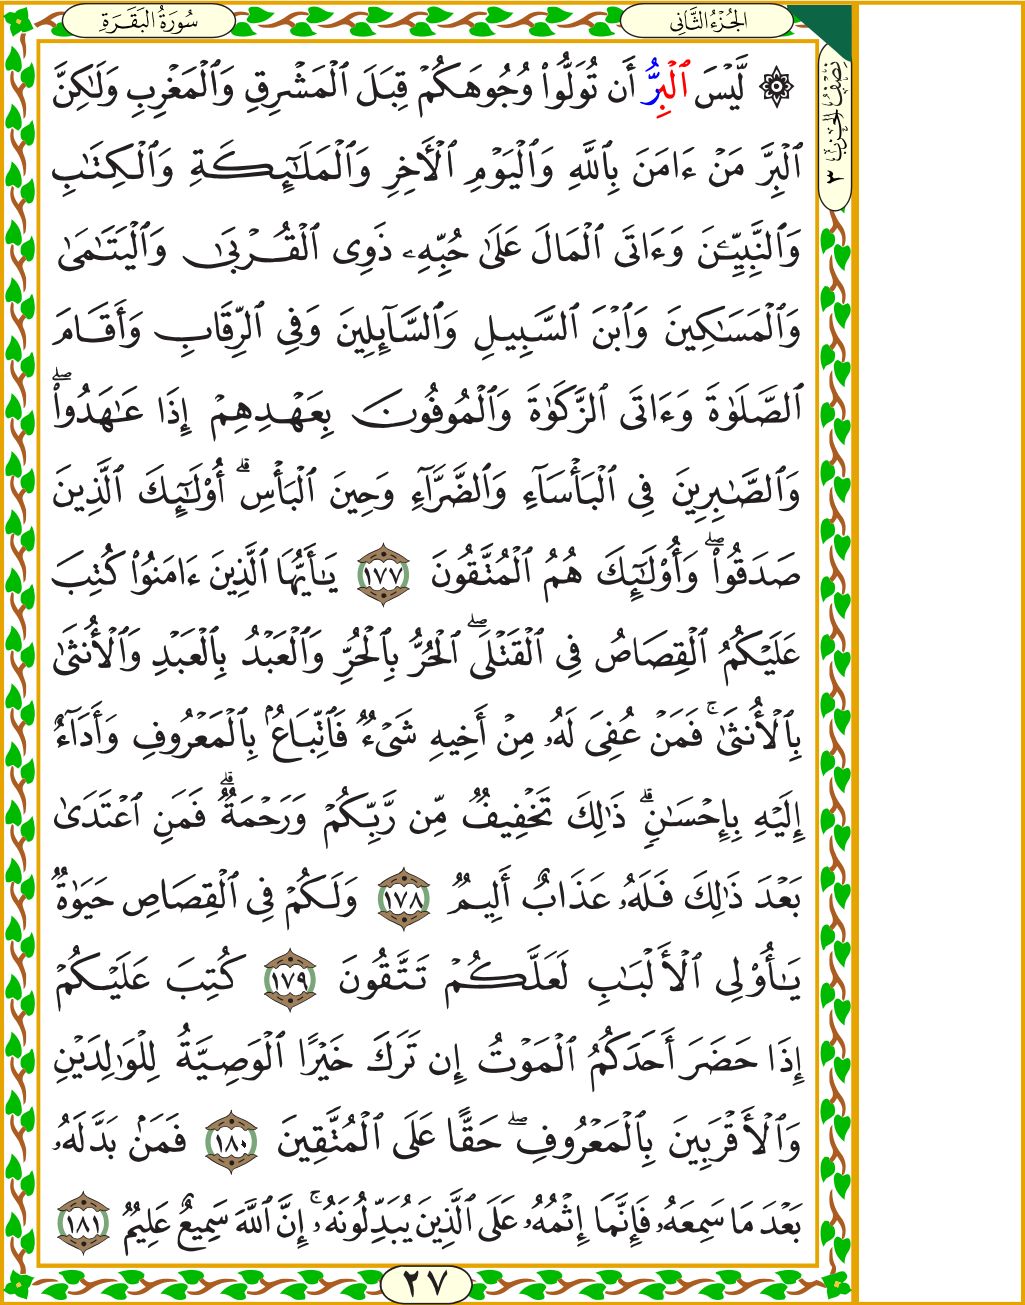 سُورَةُ البَقَرَةِ
الجُزْءُ الثَّانِي
نِصْفُ الحِزْبِ ٣
۞ لَّيْسَ ٱلْبِرُّ أَن تُوَلُّوا۟ وُجُوهَكُمْ قِبَلَ ٱلْمَشْرِقِ وَٱلْمَغْرِبِ وَلَٰكِنَّ
ٱلْبِرَّ مَنْ ءَامَنَ بِٱللَّهِ وَٱلْيَوْمِ ٱلْأَخِرِ وَٱلْمَلَٰٓئِكَةِ وَٱلْكِتَٰبِ
وَٱلنَّبِيِّـۧنَ وَءَاتَى ٱلْمَالَ عَلَىٰ حُبِّهِۦ ذَوِى ٱلْقُرْبَىٰ وَٱلْيَتَٰمَىٰ
وَٱلْمَسَٰكِينَ وَٱبْنَ ٱلسَّبِيلِ وَٱلسَّآئِلِينَ وَفِى ٱلرِّقَابِ وَأَقَامَ
ٱلصَّلَوٰةَ وَءَاتَى ٱلزَّكَوٰةَ وَٱلْمُوفُونَ بِعَهْدِهِمْ إِذَا عَٰهَدُوا۟ۖ
وَٱلصَّٰبِرِينَ فِى ٱلْبَأْسَآءِ وَٱلضَّرَّآءِ وَحِينَ ٱلْبَأْسِۗ أُو۟لَٰٓئِكَ ٱلَّذِينَ
صَدَقُوا۟ۖ وَأُو۟لَٰٓئِكَ هُمُ ٱلْمُتَّقُونَ ١٧٧ يَٰٓأَيُّهَا ٱلَّذِينَ ءَامَنُوا۟ كُتِبَ
عَلَيْكُمُ ٱلْقِصَاصُ فِى ٱلْقَتْلَىۖ ٱلْحُرُّ بِٱلْحُرِّ وَٱلْعَبْدُ بِٱلْعَبْدِ وَٱلْأُنثَىٰ
بِٱلْأُنثَىٰۚ فَمَنْ عُفِىَ لَهُۥ مِنْ أَخِيهِ شَىْءٌ فَٱتِّبَاعٌۢ بِٱلْمَعْرُوفِ وَأَدَآءٌ
إِلَيْهِ بِإِحْسَٰنٍۗ ذَٰلِكَ تَخْفِيفٌ مِّن رَّبِّكُمْ وَرَحْمَةٌۗ فَمَنِ ٱعْتَدَىٰ
بَعْدَ ذَٰلِكَ فَلَهُۥ عَذَابٌ أَلِيمٌ ١٧٨ وَلَكُمْ فِى ٱلْقِصَاصِ حَيَوٰةٌ
يَٰٓأُو۟لِى ٱلْأَلْبَٰبِ لَعَلَّكُمْ تَتَّقُونَ ١٧٩ كُتِبَ عَلَيْكُمْ
إِذَا حَضَرَ أَحَدَكُمُ ٱلْمَوْتُ إِن تَرَكَ خَيْرًا ٱلْوَصِيَّةُ لِلْوَٰلِدَيْنِ
وَٱلْأَقْرَبِينَ بِٱلْمَعْرُوفِۖ حَقًّا عَلَى ٱلْمُتَّقِينَ ١٨٠ فَمَنۢ بَدَّلَهُۥ
بَعْدَ مَا سَمِعَهُۥ فَإِنَّمَآ إِثْمُهُۥ عَلَى ٱلَّذِينَ يُبَدِّلُونَهُۥٓۚ إِنَّ ٱللَّهَ سَمِيعٌ عَلِيمٌ ١٨١
٢٧